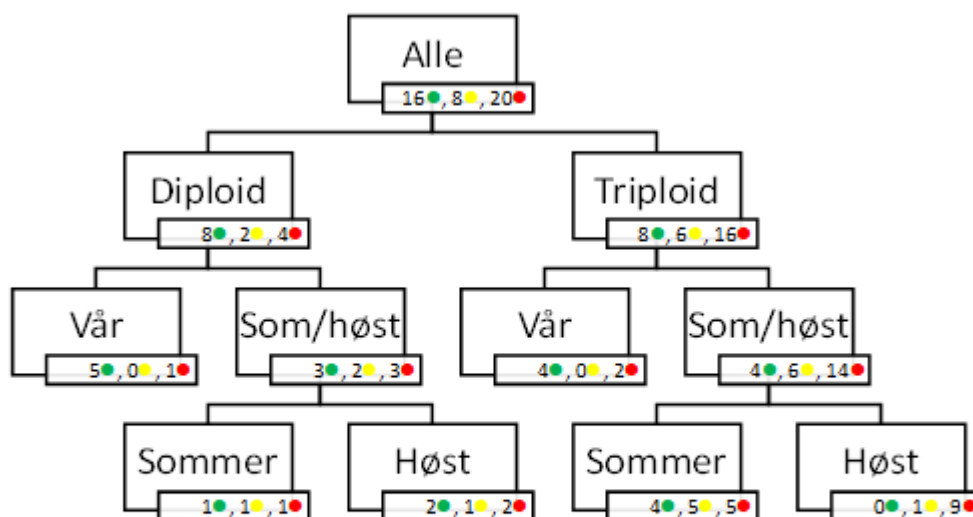 Alle
16●, 8●, 20●
Diploid
8●, 2●, 4●
Triploid
8●, 6●, 16●
Vår
5●, 0●, 1●
Som/høst
3●, 2●, 3●
Vår
4●, 0●, 2●
Som/høst
4●, 6●, 14●
Sommer
1●, 1●, 1●
Høst
2●, 1●, 2●
Sommer
4●, 5●, 5●
Høst
0●, 1●, 9●